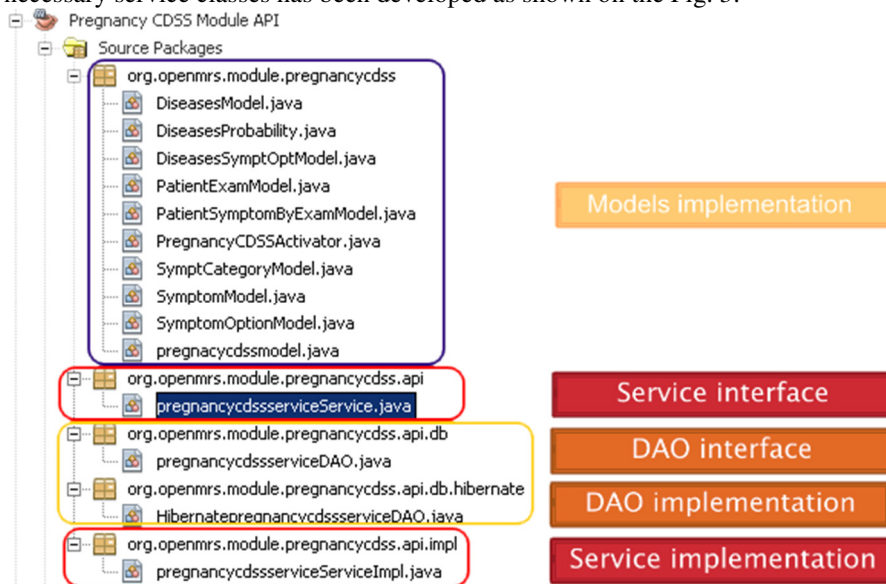 necessary service classes has been developed as shown on the Fig. 3.
Pregnancy CDSS Module API
Source Packages
org.openmrs.module.pregnancycdss
DiseasesModel.java
DiseasesProbability.java
DiseasesSymptOptModel.java
PatientExamModel.java
PatientSymptomByExamModel.java
PregnancyCDSSActivator.java
SymptCategoryModel.java
SymptomModel.java
SymptomOptionModel.java
pregnacycdssmodel.java
Models implementation
org.openmrs.module.pregnancycdss.api
pregnancycdssserviceService.java
Service interface
org.openmrs.module.pregnancycdss.api.db
pregnancycdssserviceDAO.java
DAO interface
org.openmrs.module.pregnancycdss.api.db.hibernate
HibernatepregnancycdssserviceDAO.java
DAO implementation
org.openmrs.module.pregnancycdss.api.impl
pregnancycdssserviceServiceImpl.java
Service implementation